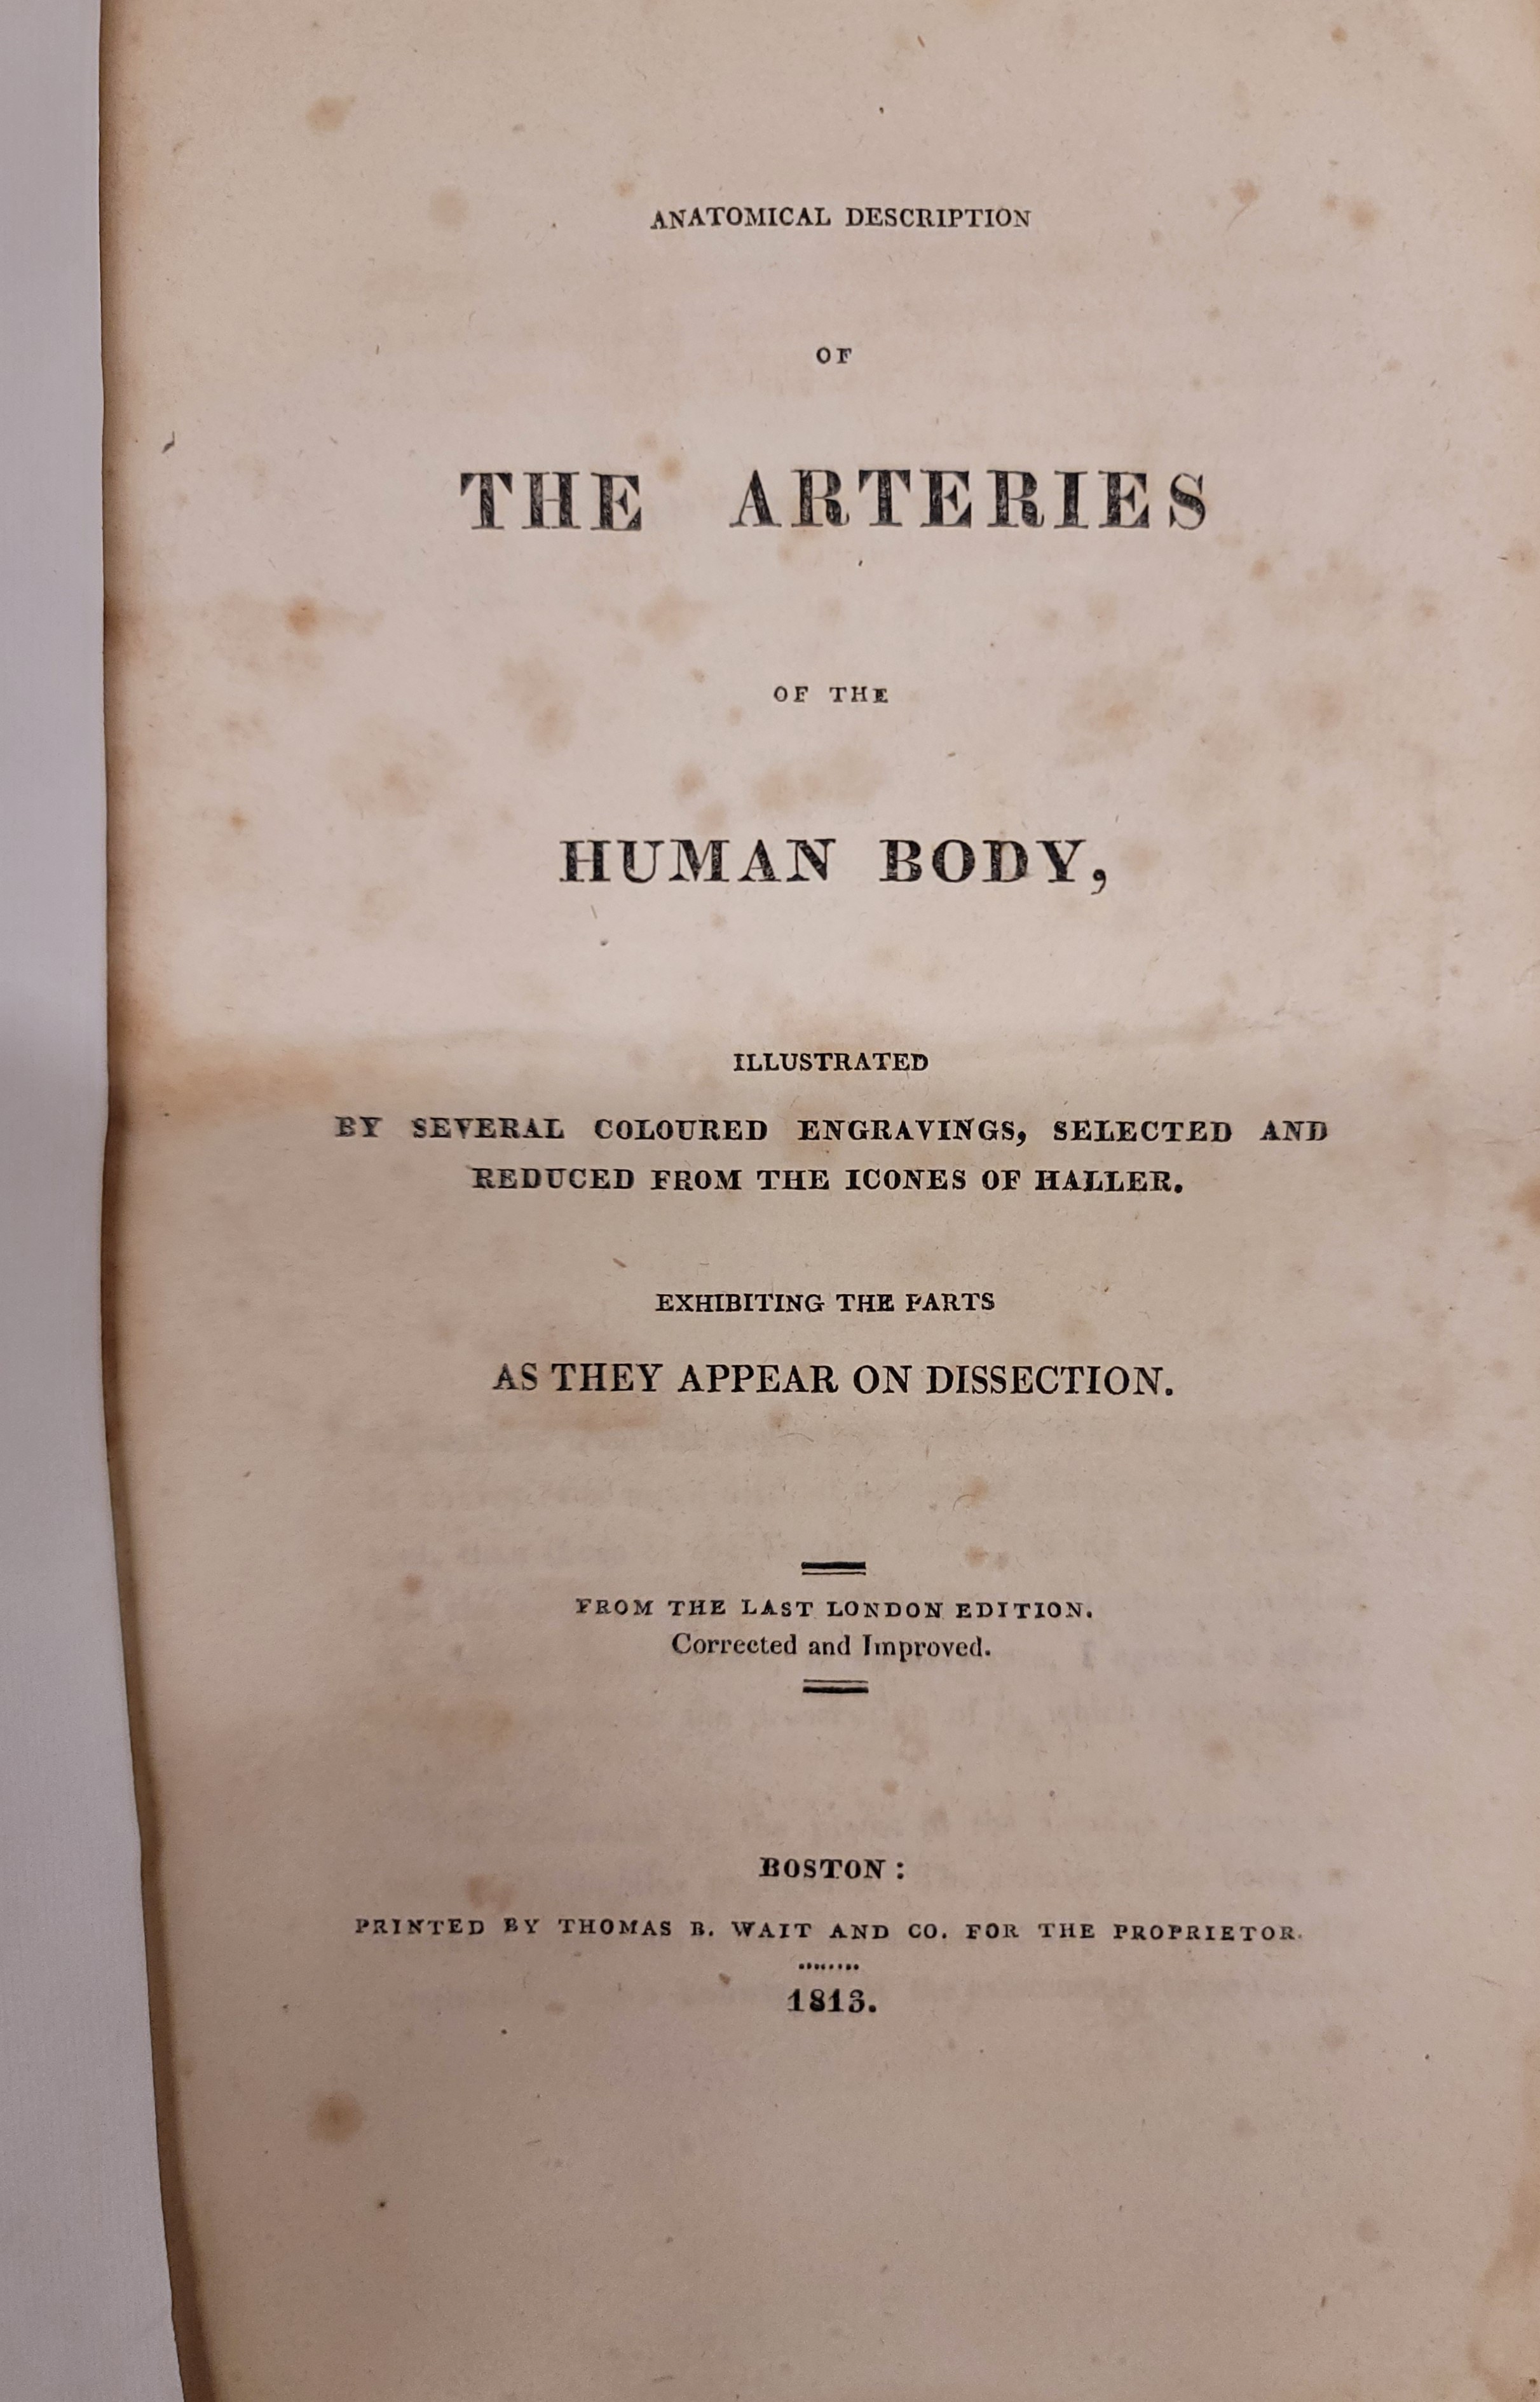 ANATOMICAL DESCRIPTION
OF
THE ARTERIES
OF THE
HUMAN BODY,
ILLUSTRATED
BY SEVERAL COLOURED ENGRAVINGS, SELECTED AND
REDUCED FROM THE ICONES OF HALLER.
EXHIBITING THE PARTS
AS THEY APPEAR ON DISSECTION.
FROM THE LAST LONDON EDITION.
Corrected and Improved.
BOSTON:
PRINTED BY THOMAS B. WAIT AND CO. FOR THE PROPRIETOR.
1813.